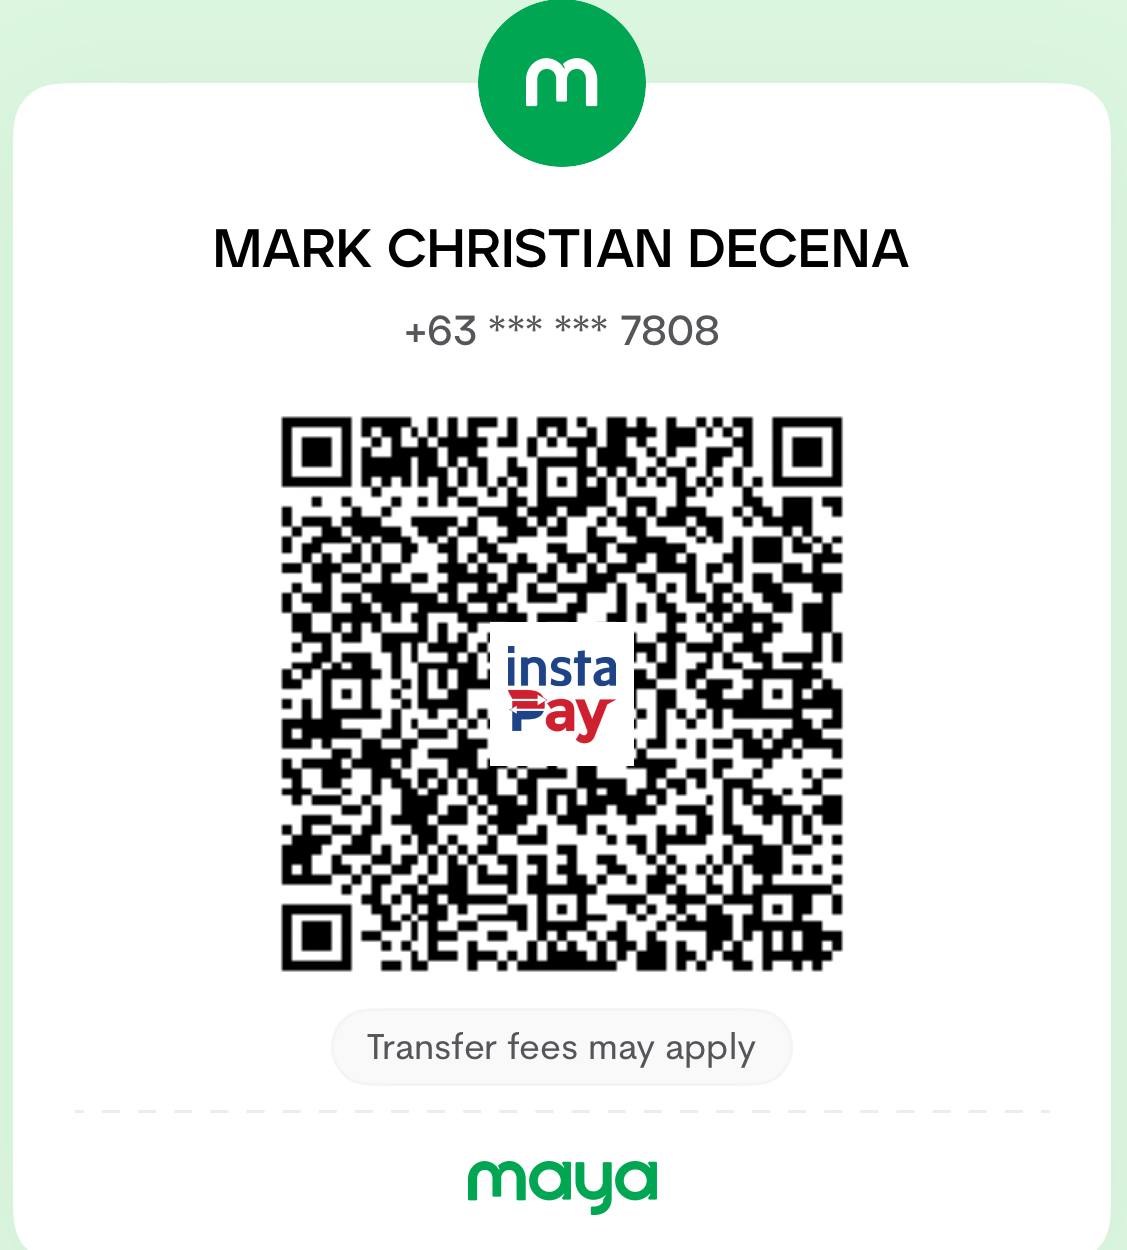 m
MARK CHRISTIAN DECENA
+63 *** *** 7808
insta
Pay
Transfer fees may apply
maya